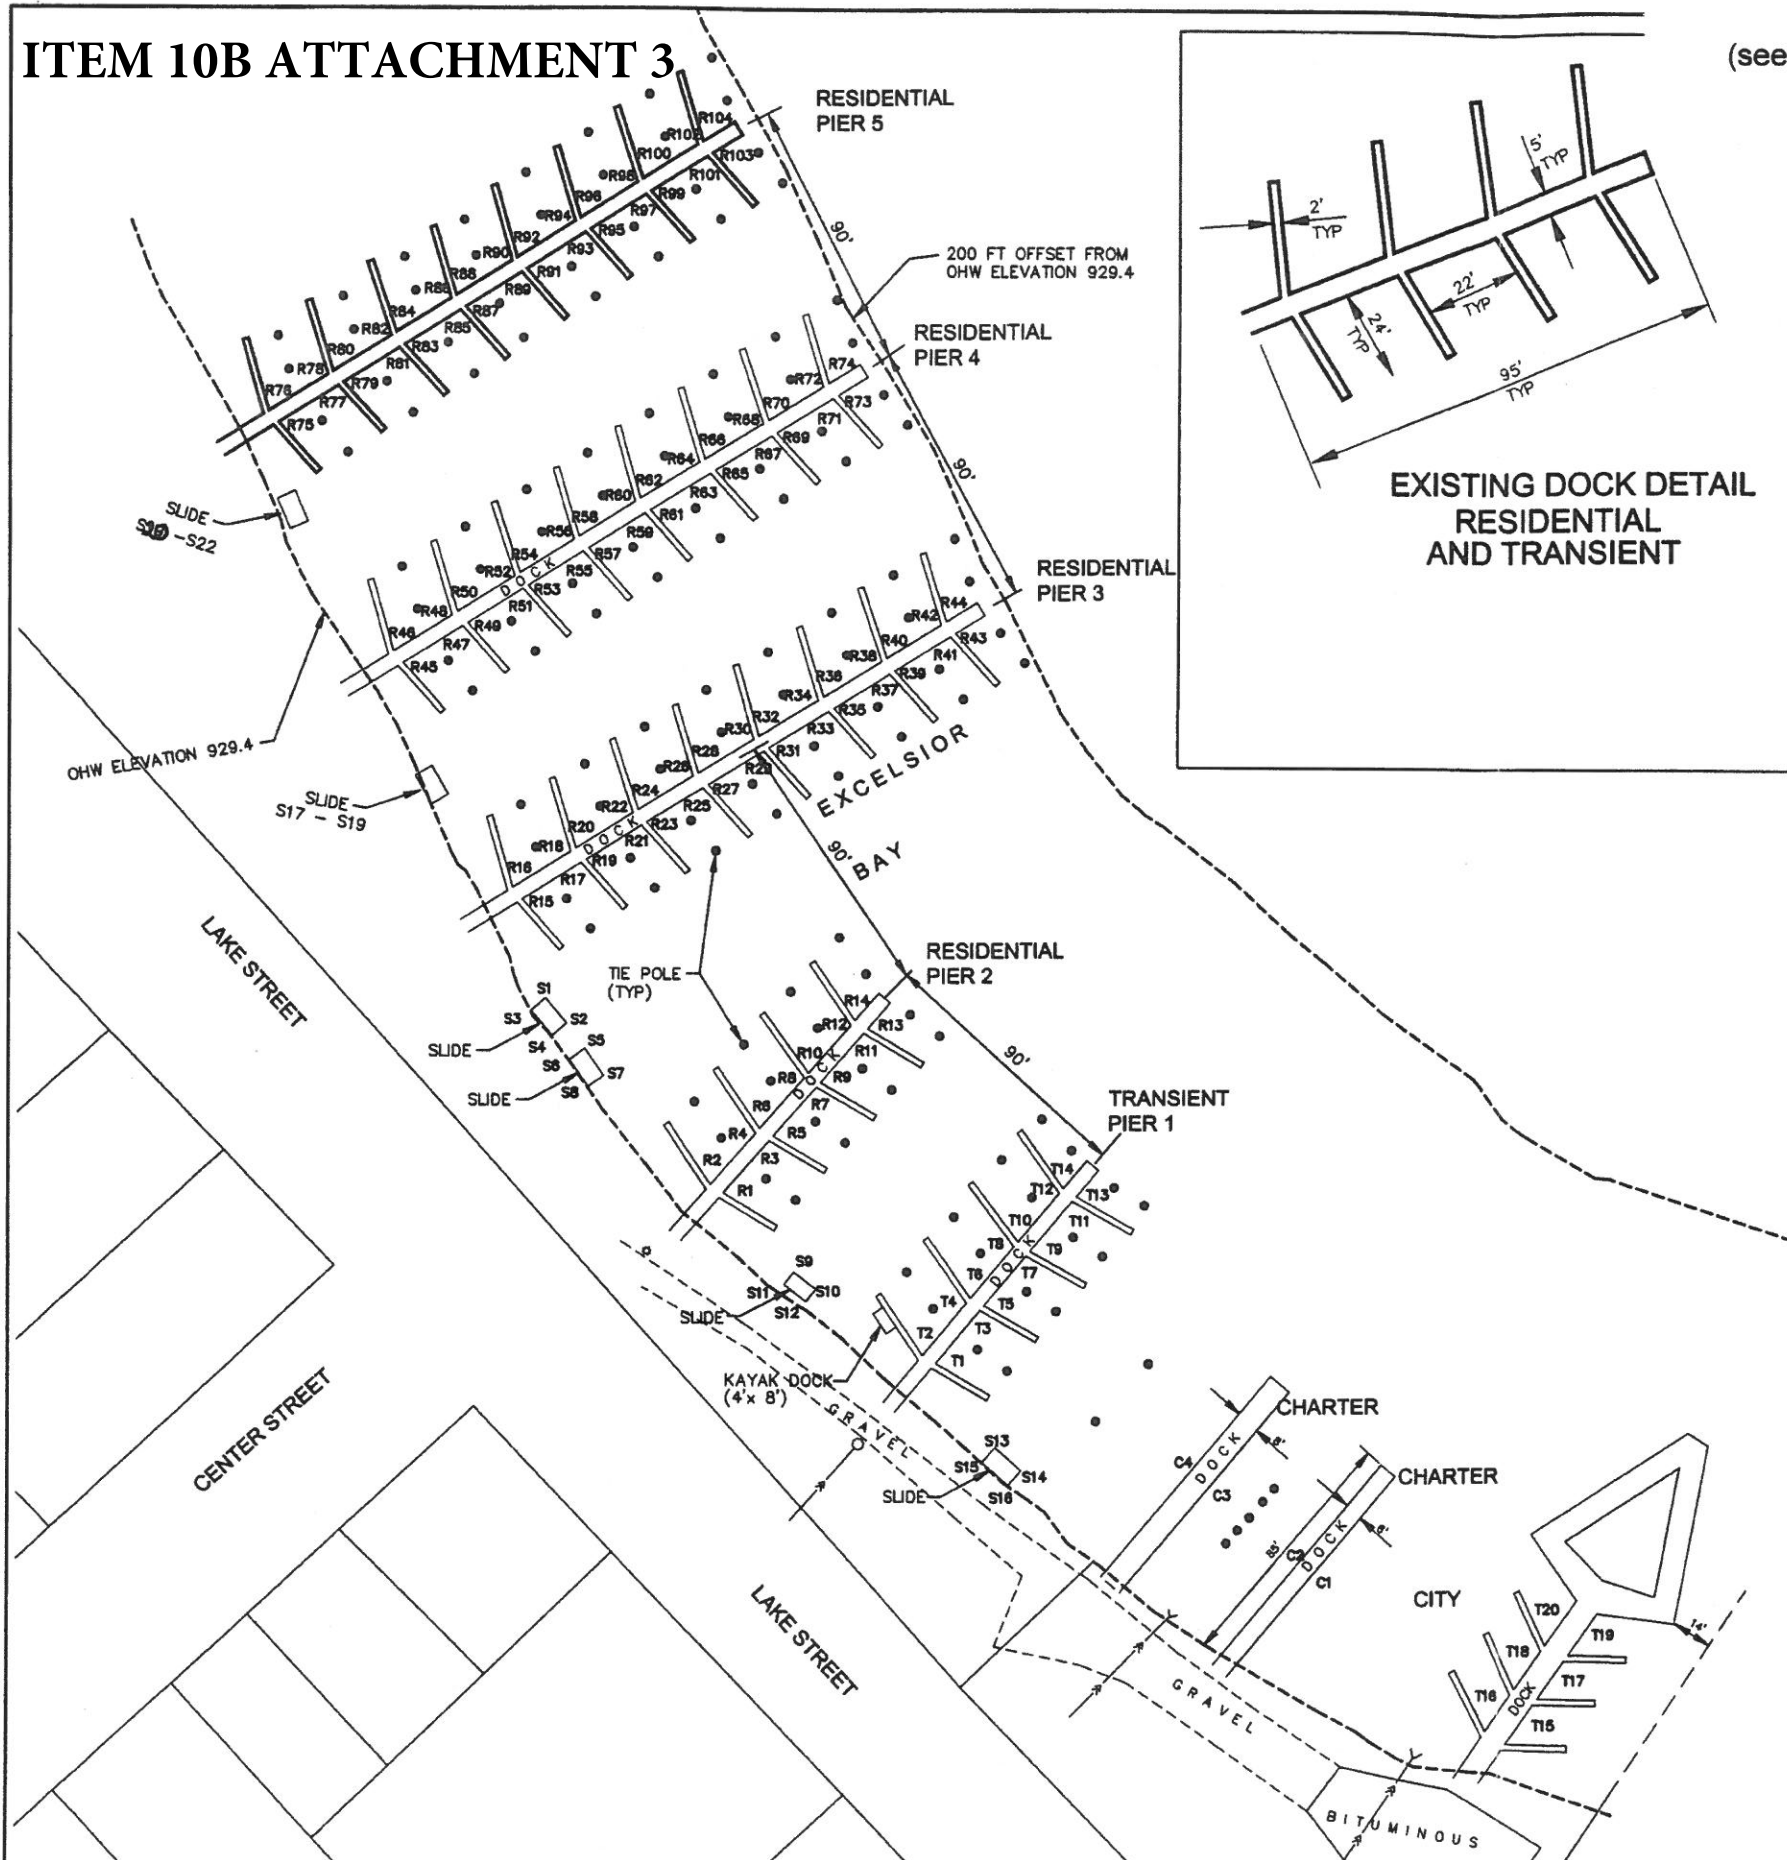 ITEM 10B ATTACHMENT 3
(see
RESIDENTIAL
PIER 5
R104
R102
R100
R98
R96
R94
R92
R90
R88
R86
R84
R82
R80
R78
R76
R103
R101
R99
R97
R95
R93
R91
R89
R87
R85
R83
R81
R79
R77
R75
90'
200 FT OFFSET FROM
OHW ELEVATION 929.4
RESIDENTIAL
PIER 4
R74
R72
R70
R68
R66
R64
R62
R60
R58
R56
R54
R52
R50
R48
R46
R73
R71
R69
R67
R65
R63
R61
R59
R57
R55
R53
R51
R49
R47
R45
DOCK
90'
SLIDE
-S22
2'
TYP
5'
TYP
22'
TYP
24'
TYP
95'
TYP
EXISTING DOCK DETAIL
RESIDENTIAL
AND TRANSIENT
RESIDENTIAL
PIER 3
R44
R42
R40
R38
R36
R34
R32
R30
R28
R26
R24
R22
R20
R18
R16
R43
R41
R39
R37
R35
R33
R31
R29
R27
R25
R23
R21
R19
R17
R15
DOCK
OHW ELEVATION 929.4
SLIDE
S17 - S19
EXCELSIOR
BAY
90'
LAKE STREET
TIE POLE
(TYP)
RESIDENTIAL
PIER 2
R14
R12
R10
R8
R6
R4
R2
R13
R11
R9
R7
R5
R3
R1
DOCK
S1
S3
S2
S4
SLIDE
S5
S6
S7
S8
SLIDE
90'
TRANSIENT
PIER 1
T14
T12
T10
T8
T6
T4
T2
T13
T11
T9
T7
T5
T3
T1
DOCK
P
S9
S11
S10
S12
SLIDE
KAYAK DOCK
(4'x 8')
GRAVEL
CENTER STREET
S13
S15
S14
S16
SLIDE
CHARTER
C4
DOCK
C3
8'
CHARTER
85'
C2
DOCK
C1
6'
CITY
LAKE STREET
T20
T19
T18
T17
T16
T15
DOCK
14'
GRAVEL
BITUMINOUS